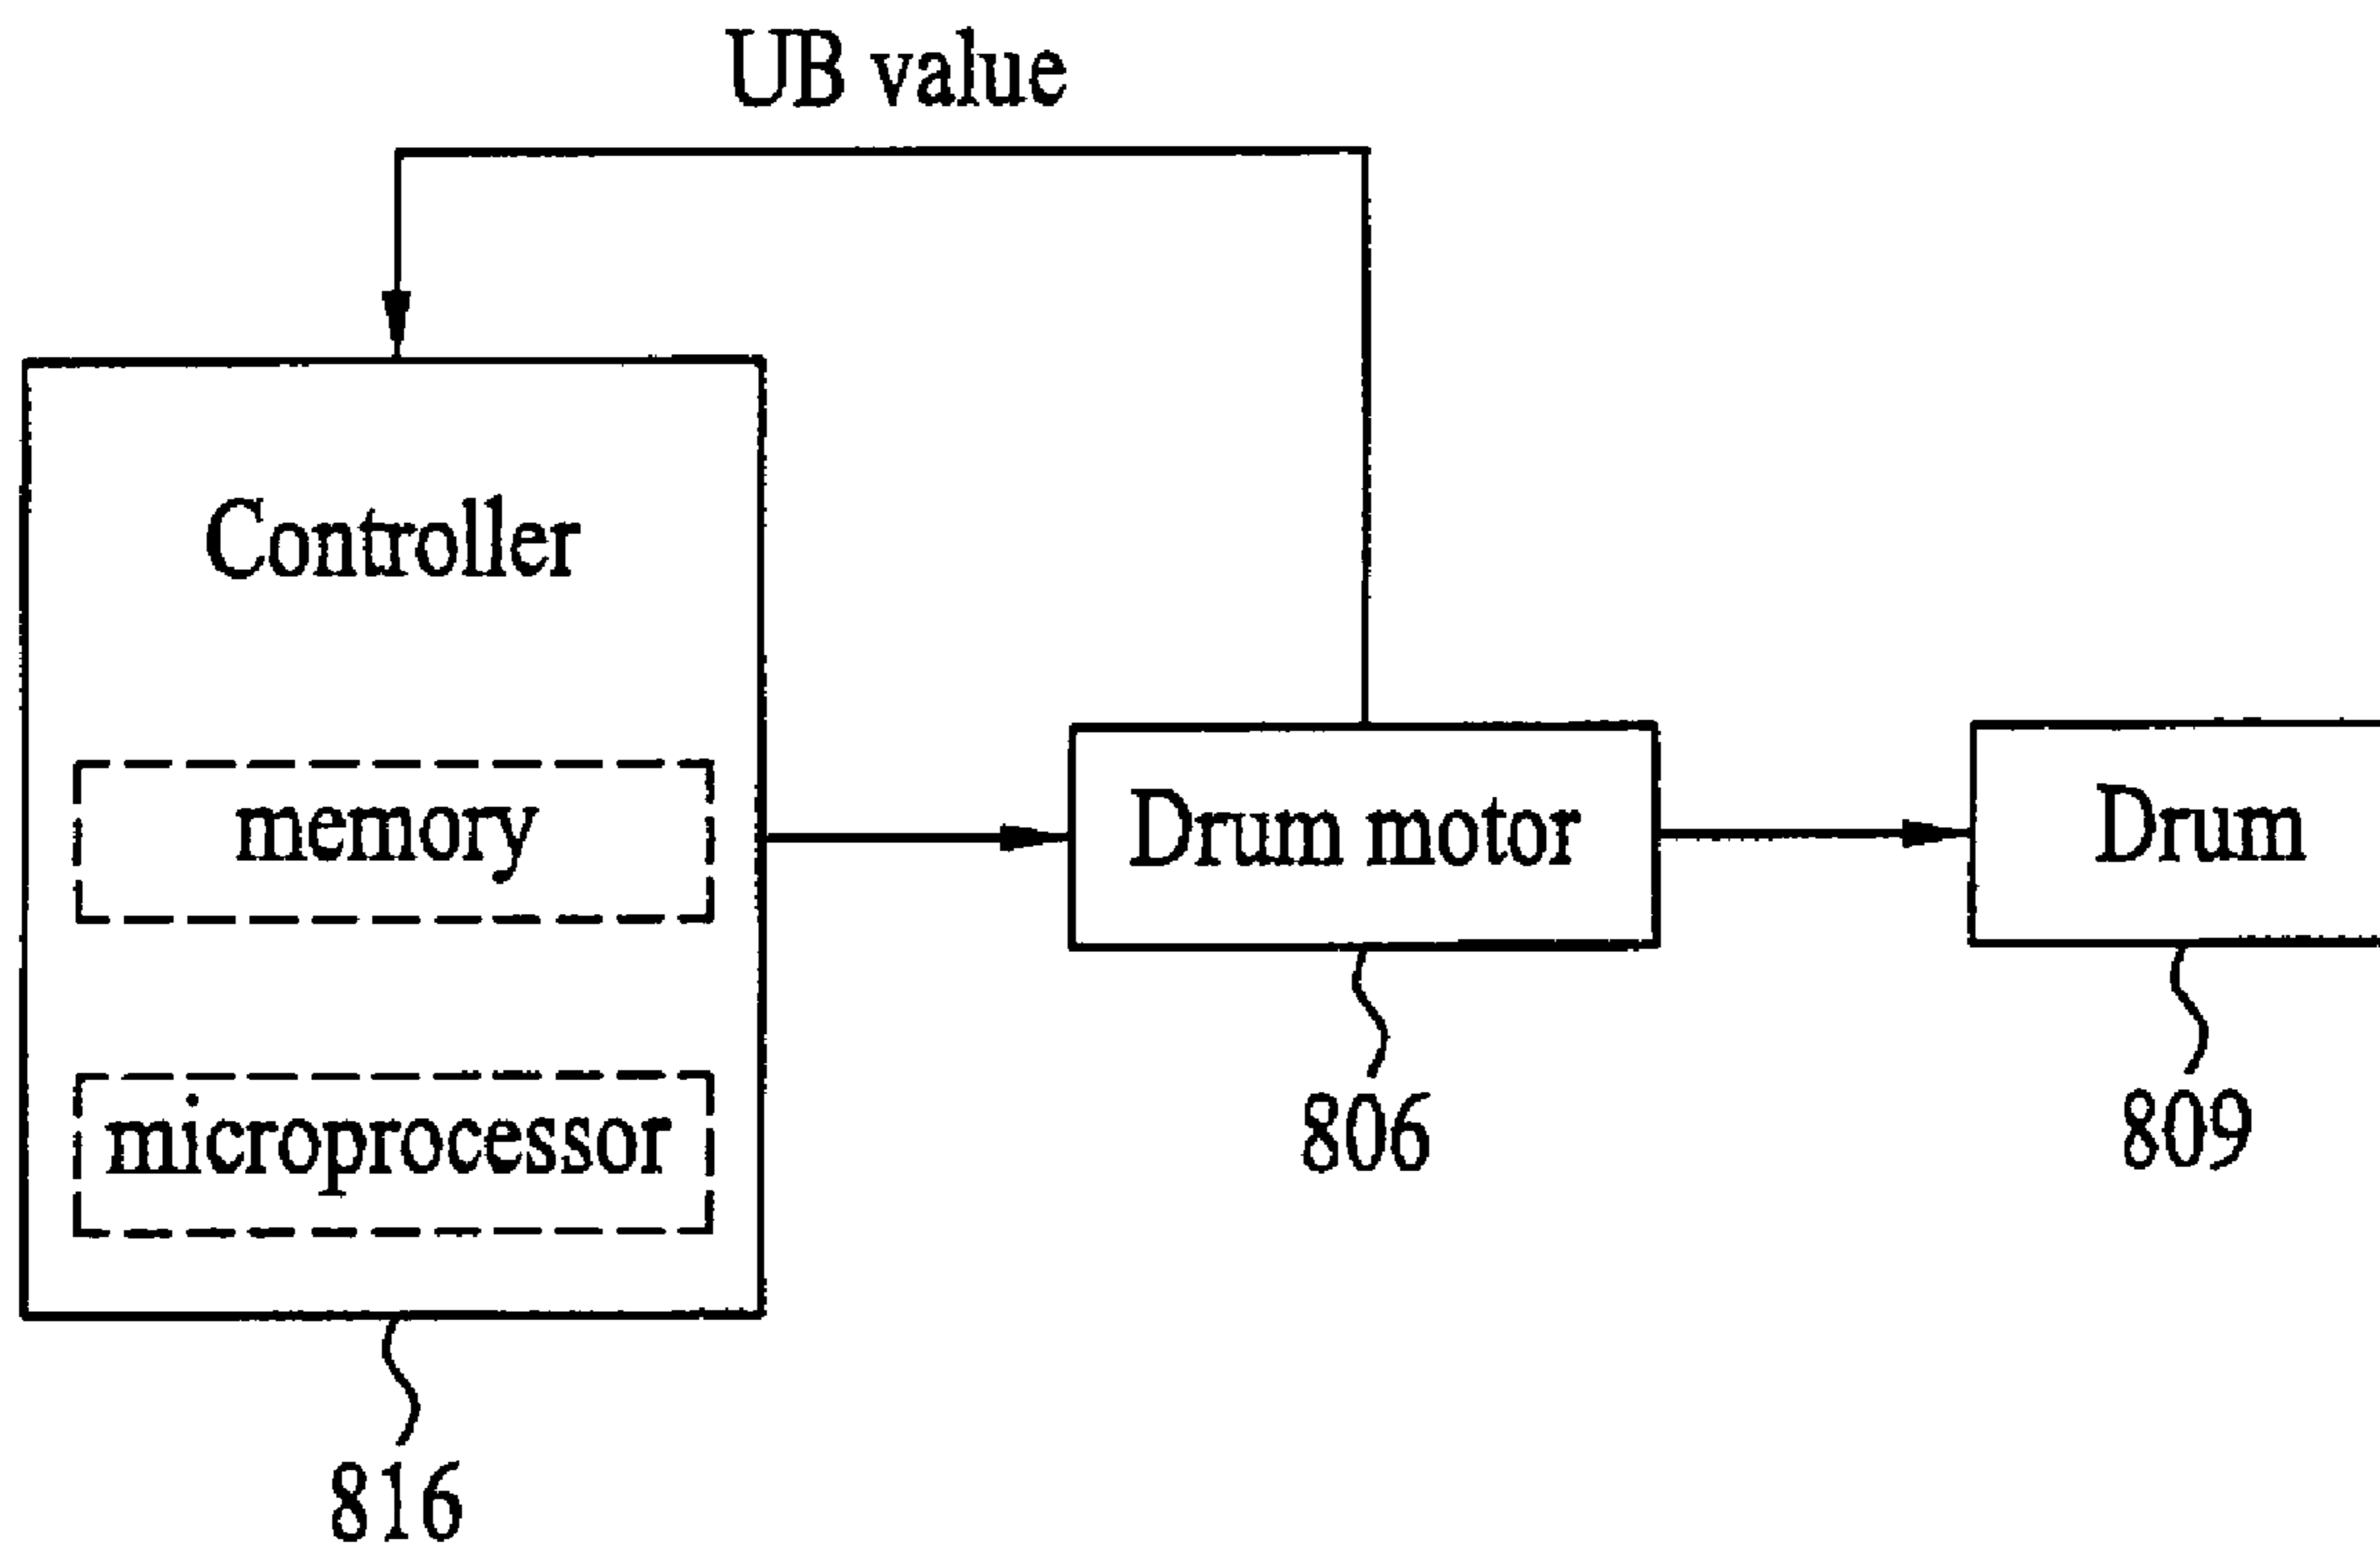 UB value
Controller
memory
microprocessor
Drum motor
Drum
806
809
816